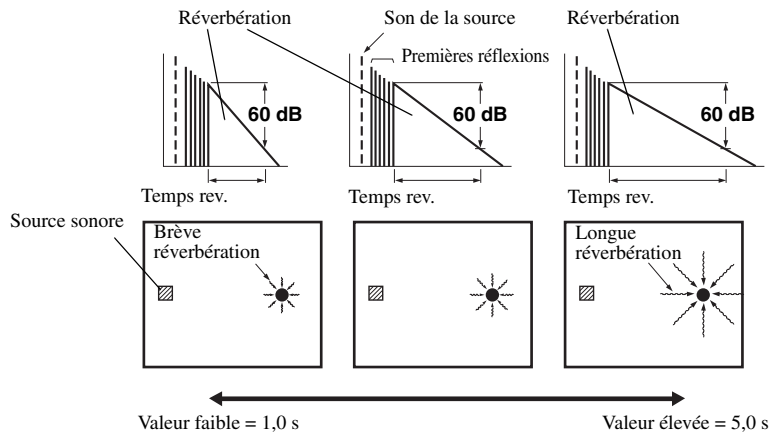 Réverbération
Son de la source
Réverbération
Premières réflexions
60 dB
60 dB
60 dB
Temps rev.
Temps rev.
Temps rev.
Source sonore
Brève
réverbération
Longue
réverbération
Valeur faible = 1,0 s
Valeur élevée = 5,0 s